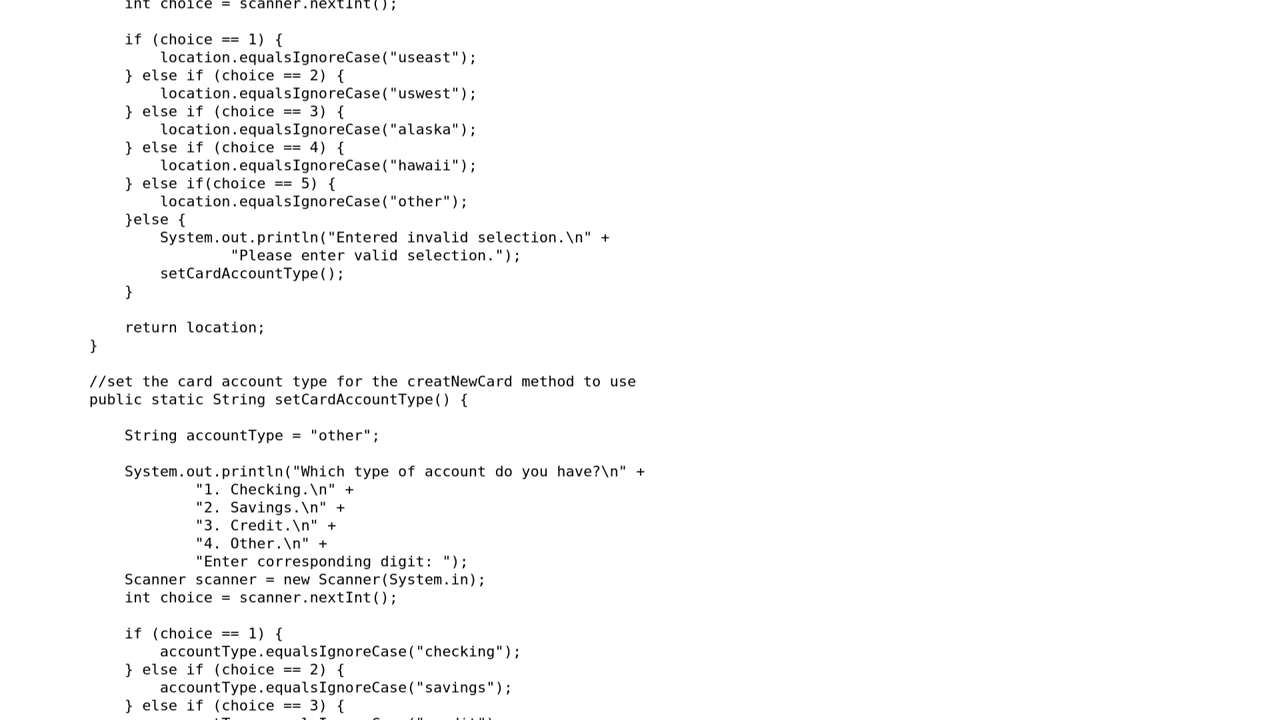 int choice = scanner.nextInt();
if (choice == 1) {
location.equalsIgnoreCase("useast");
} else if (choice == 2) {
location.equalsIgnoreCase("uswest");
} else if (choice == 3) {
location.equalsIgnoreCase("alaska");
} else if (choice == 4) {
location.equalsIgnoreCase("hawaii");
} else if(choice == 5) {
location.equalsIgnoreCase("other");
}else {
System.out.println("Entered invalid selection.\n" +
"Please enter valid selection.");
setCardAccountType();
}
return location;
}
//set the card account type for the creatNewCard method to use
public static String setCardAccountType() {
String accountType = "other";
System.out.println("Which type of account do you have?\n" +
"1. Checking.\n" +
"2. Savings.\n" +
"3. Credit.\n" +
"4. Other.\n" +
"Enter corresponding digit: ");
Scanner scanner = new Scanner(System.in);
int choice = scanner.nextInt();
if (choice == 1) {
accountType.equalsIgnoreCase("checking");
} else if (choice == 2) {
accountType.equalsIgnoreCase("savings");
} else if (choice == 3) {